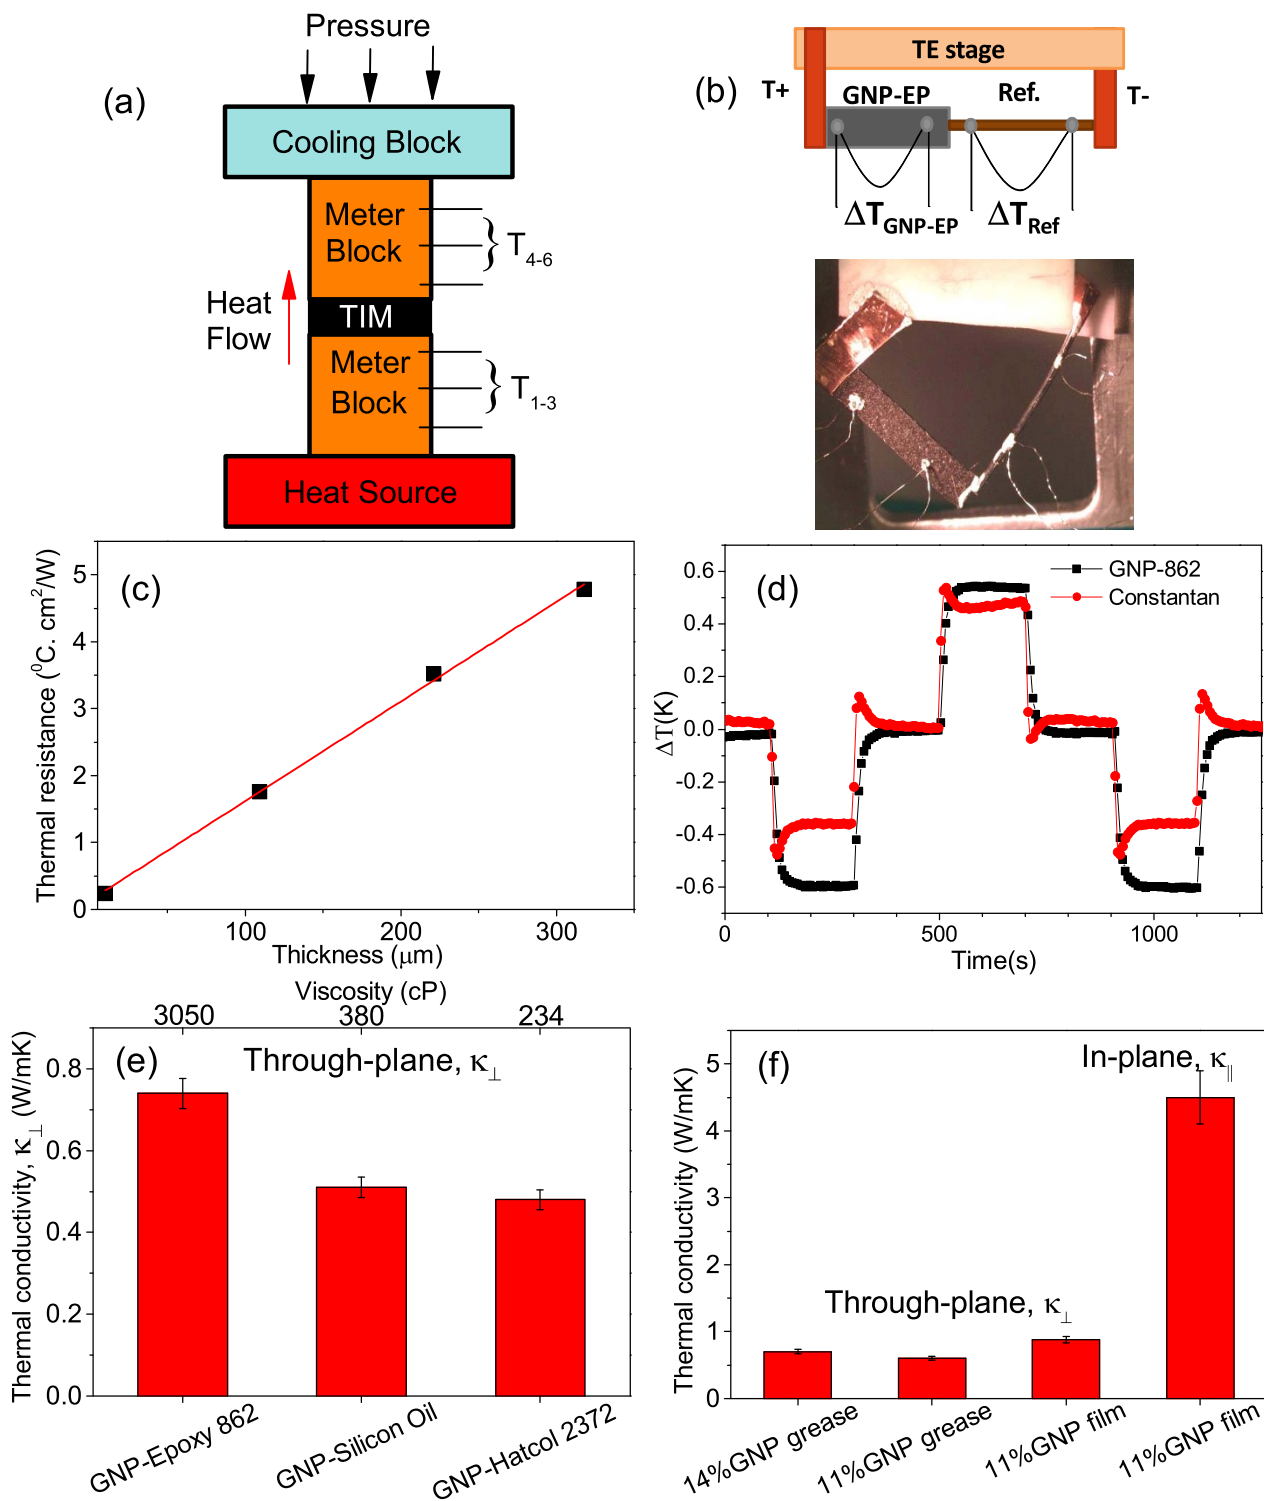 Pressure
(a)
Cooling Block
Meter
Block
T4-6
Heat
Flow
TIM
Meter
Block
T1-3
Heat Source
(b)
TE stage
T+
GNP-EP
Ref.
T-
ΔTGNP-EP
ΔTRef
(c)
Thermal resistance (⁰C. cm²/W)
5
4
3
2
1
0
100
200
300
Thickness (μm)
(d)
GNP-862
Constantan
ΔT(K)
0.6
0.4
0.2
0.0
-0.2
-0.4
-0.6
0
500
1000
Time(s)
Viscosity (cP)
3050
380
234
(e)
Through-plane, κ⊥
Thermal conductivity, κ⊥ (W/mK)
0.8
0.6
0.4
0.2
0.0
GNP-Epoxy 862
GNP-Silicon Oil
GNP-Hatcol 2372
(f)
In-plane, κ∥
Through-plane, κ⊥
Thermal conductivity (W/mK)
5
4
3
2
1
0
14%GNP grease
11%GNP grease
11%GNP film
11%GNP film